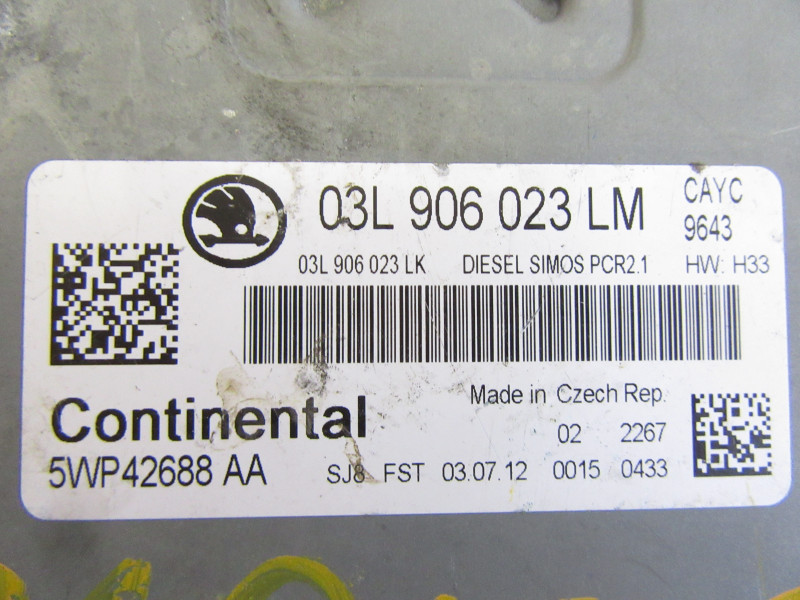 03L 906 023 LM
CAYC
9643
03L 906 023 LK DIESEL SIMOS PCR2.1 HW: H33
Continental
Made in Czech Rep.
02 2267
5WP42688 AA
SJ8 FST 03.07.12 0015 0433